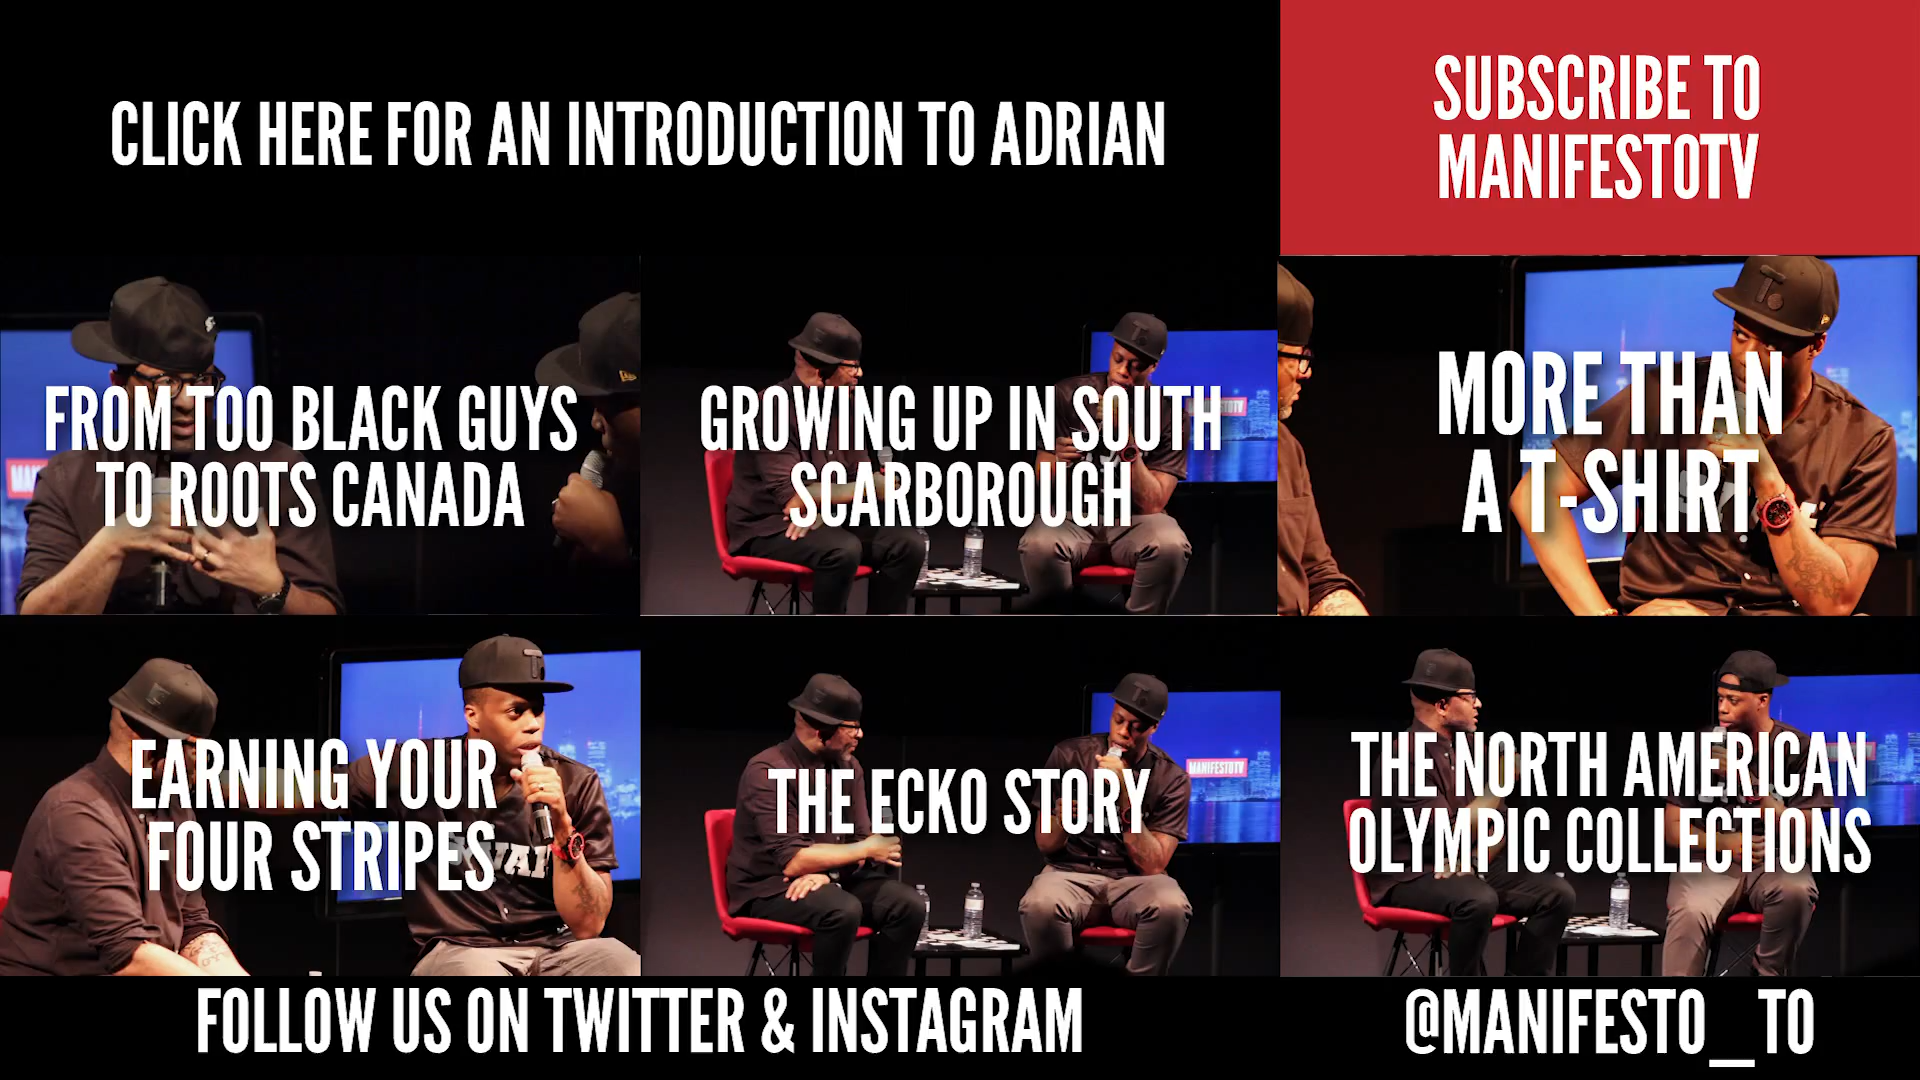 CLICK HERE FOR AN INTRODUCTION TO ADRIAN
SUBSCRIBE TO
MANIFESTOTV
FROM TOO BLACK GUYS
TO ROOTS CANADA
GROWING UP IN SOUTH
SCARBOROUGH
MORE THAN
A T-SHIRT
EARNING YOUR
FOUR STRIPES
THE ECKO STORY
MANIFESTOTV
THE NORTH AMERICAN
OLYMPIC COLLECTIONS
FOLLOW US ON TWITTER & INSTAGRAM
@MANIFESTO_TO